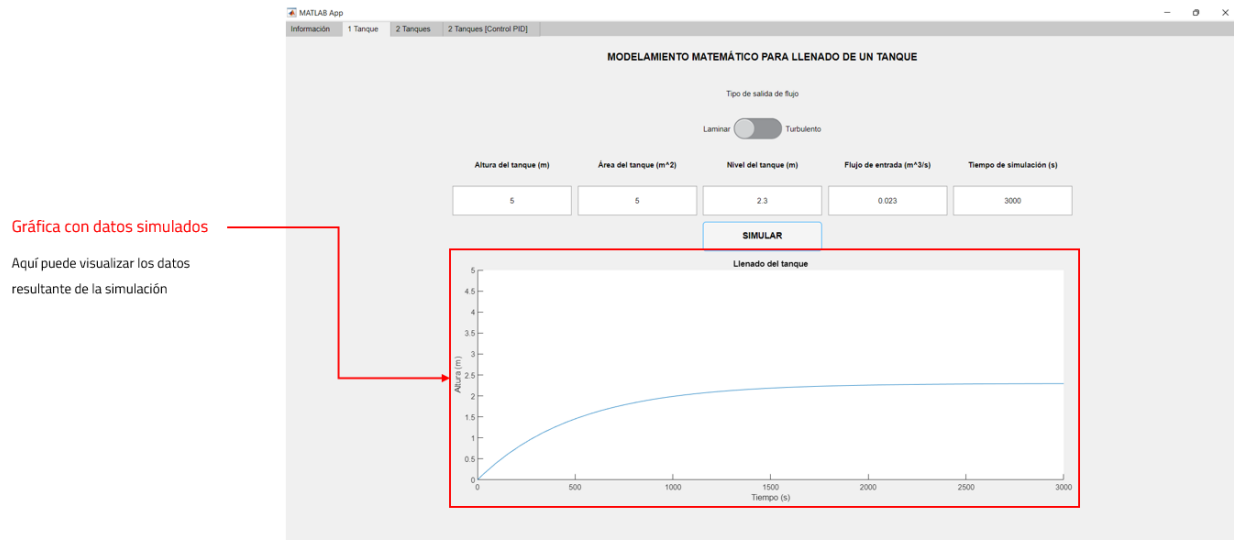 MATLAB App
Información 1 Tanque 2 Tanques 2 Tanques [Control PID]
MODELAMIENTO MATEMÁTICO PARA LLENADO DE UN TANQUE
Tipo de salida de flujo
Laminar Turbulento
Altura del tanque (m) Área del tanque (m^2) Nivel del tanque (m) Flujo de entrada (m^3/s) Tiempo de simulación (s)
5 5 2.3 0.023 3000
SIMULAR
Gráfica con datos simulados
Aquí puede visualizar los datos
resultante de la simulación
Llenado del tanque
5
4.5
4
3.5
3
2.5
2
1.5
1
0.5
0
Altura (m)
0 500 1000 1500 2000 2500 3000
Tiempo (s)